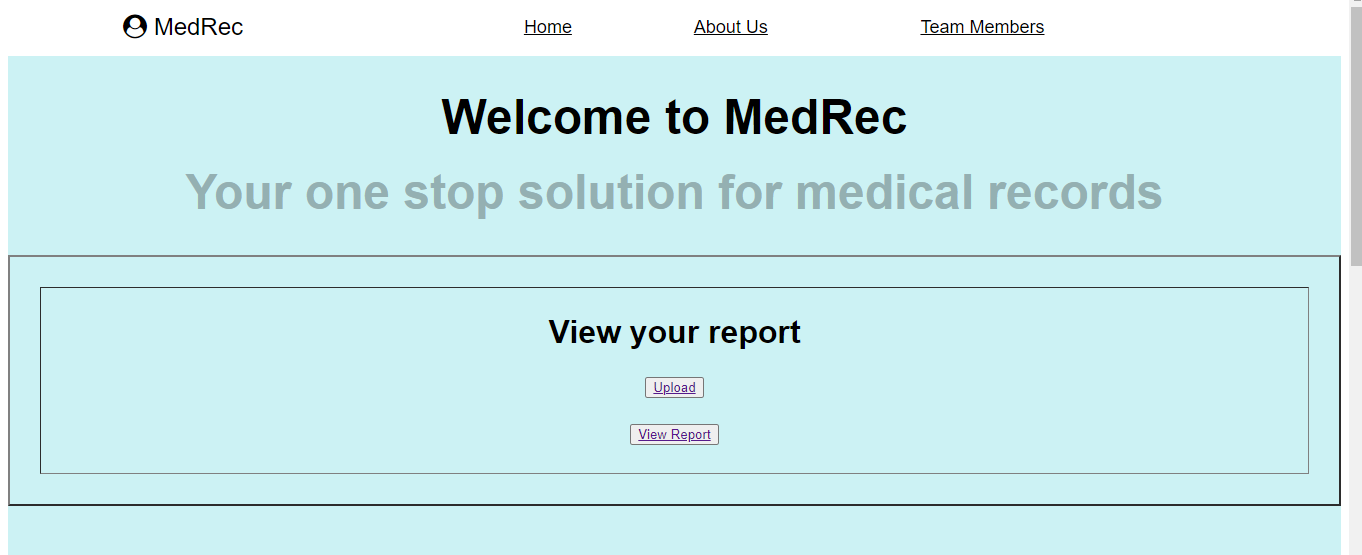 MedRec Home About Us Team Members
Welcome to MedRec
Your one stop solution for medical records
View your report
Upload
View Report